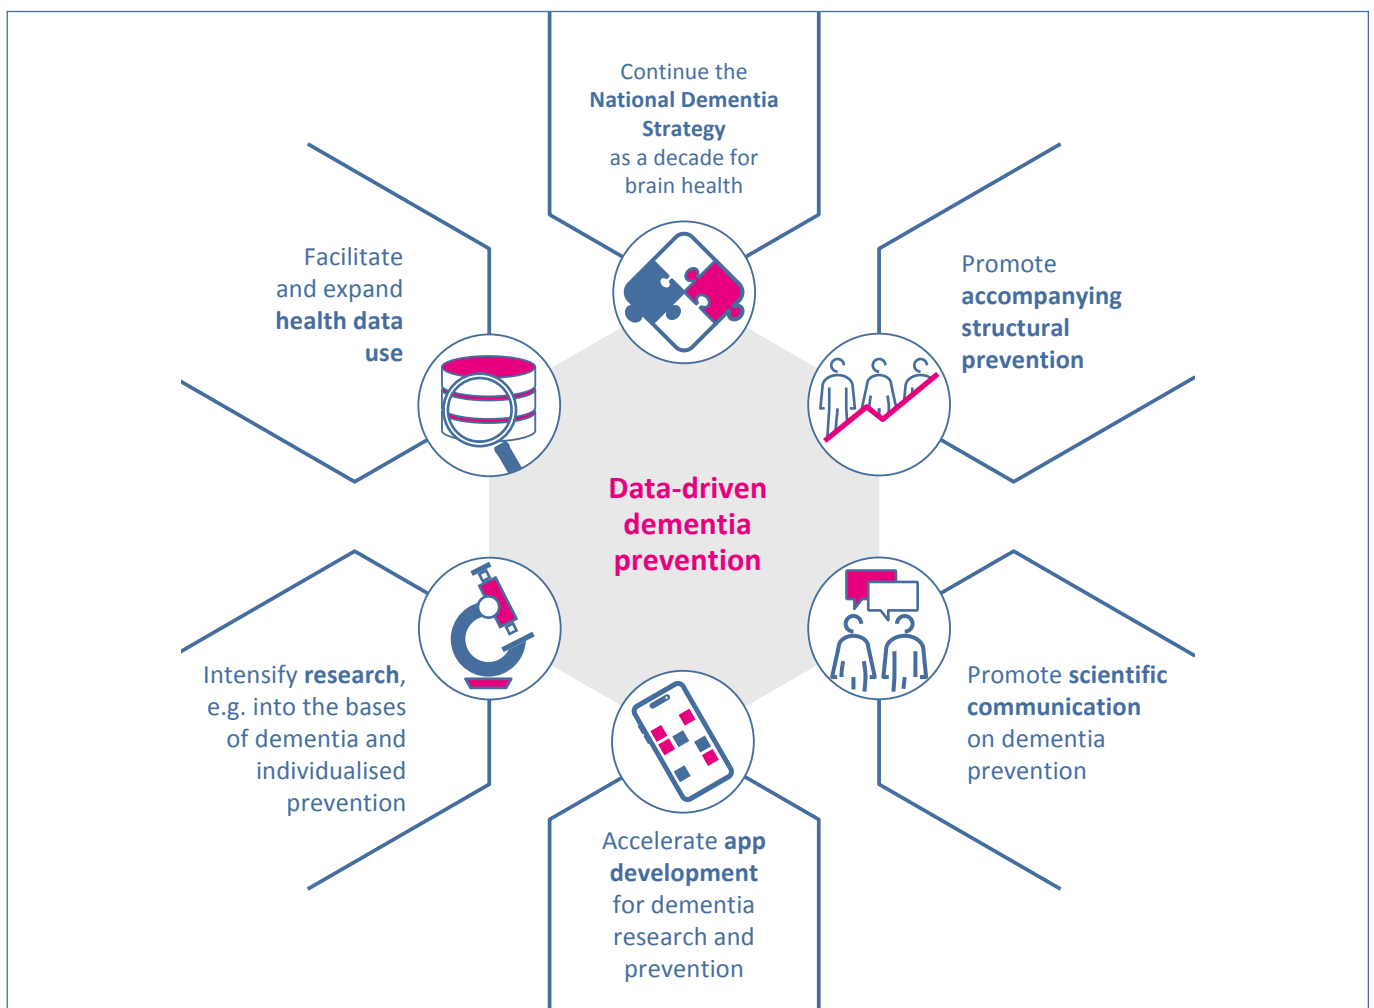 Continue the
National Dementia
Strategy
as a decade for
brain health
Facilitate
and expand
health data
use
Promote
accompanying
structural
prevention
Data-driven
dementia
prevention
Intensify research,
e.g. into the bases
of dementia and
individualised
prevention
Promote scientific
communication
on dementia
prevention
Accelerate app
development
for dementia
research and
prevention